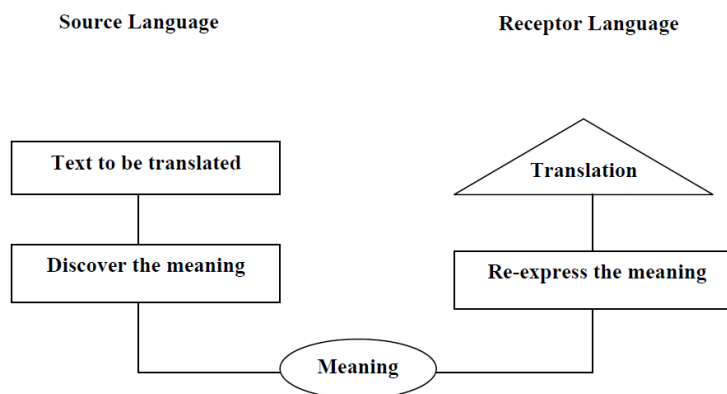 Source Language
Receptor Language
Text to be translated
Translation
Discover the meaning
Re-express the meaning
Meaning